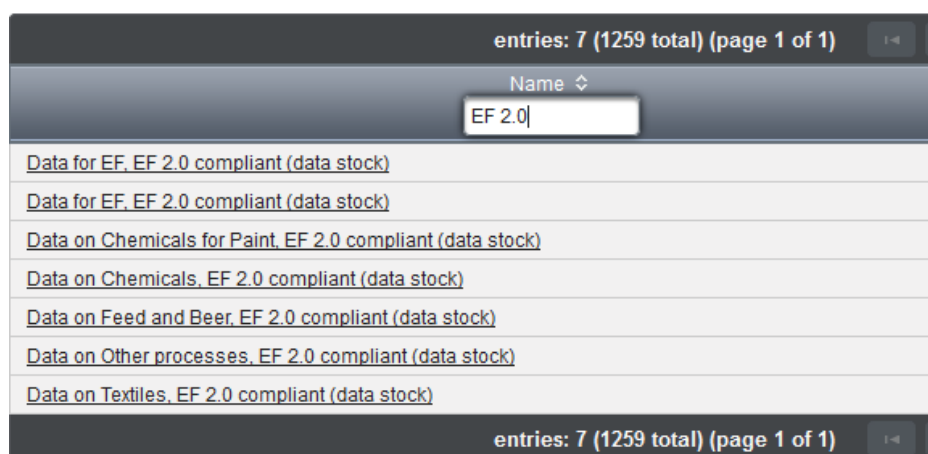 entries: 7 (1259 total) (page 1 of 1)
Name
EF 2.0
Data for EF, EF 2.0 compliant (data stock)
Data for EF, EF 2.0 compliant (data stock)
Data on Chemicals for Paint, EF 2.0 compliant (data stock)
Data on Chemicals, EF 2.0 compliant (data stock)
Data on Feed and Beer, EF 2.0 compliant (data stock)
Data on Other processes, EF 2.0 compliant (data stock)
Data on Textiles, EF 2.0 compliant (data stock)
entries: 7 (1259 total) (page 1 of 1)